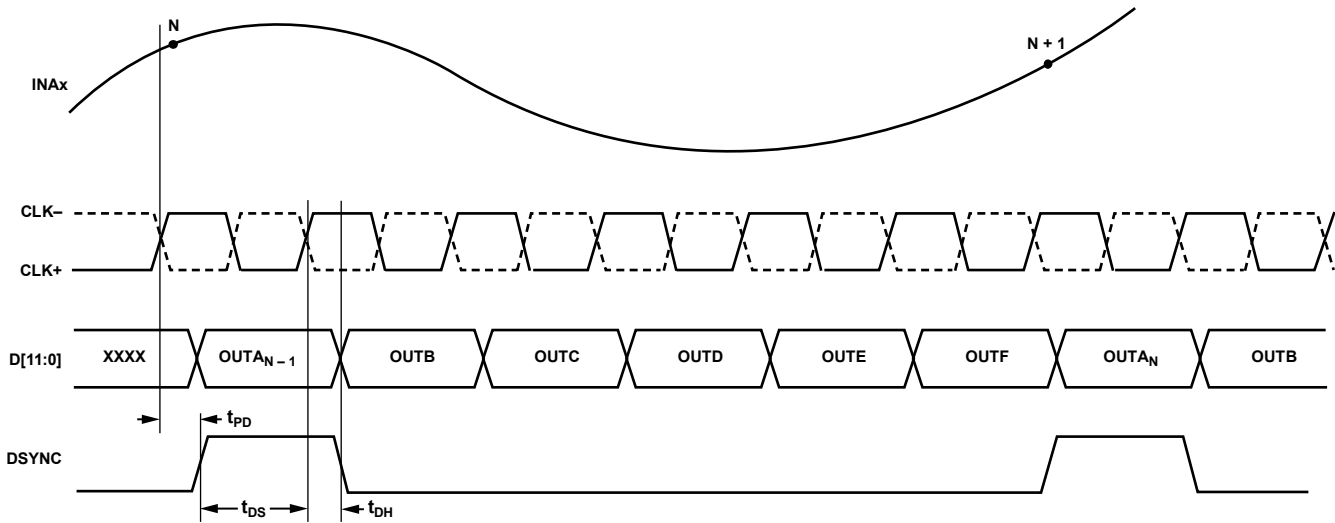 N
N + 1
INAx
CLK–
CLK+
D[11:0] XXXX OUTAN – 1 OUTB OUTC OUTD OUTE OUTF OUTAN OUTB
tPD
DSYNC
tDS tDH